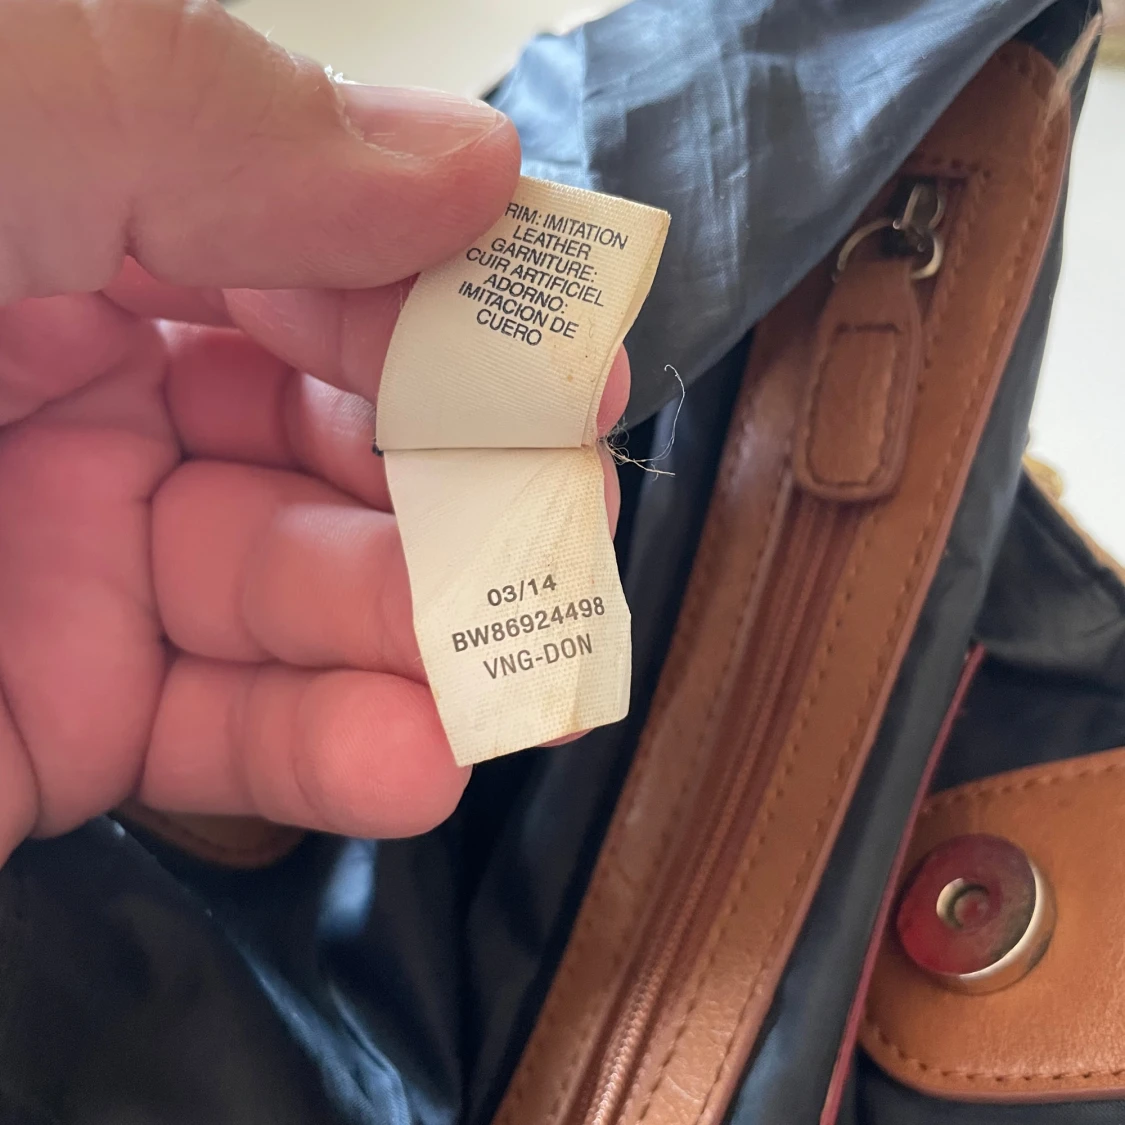 RIM: IMITATION
LEATHER
GARNITURE:
CUIR ARTIFICIEL
ADORNO:
IMITACION DE
CUERO
03/14
BW86924498
VNG-DON